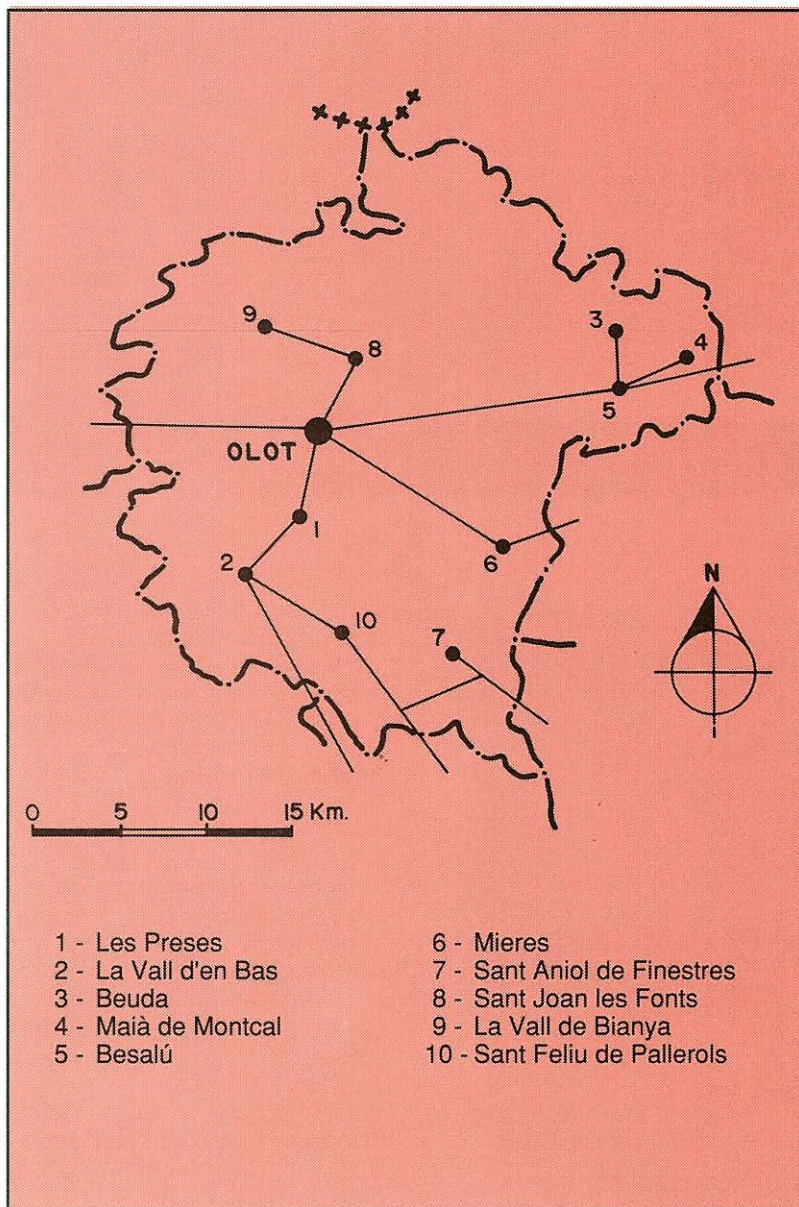 9
8
3
4
5
OLOT
1
2
6
10
7
N
0 5 10 15 Km.
1 - Les Preses
2 - La Vall d'en Bas
3 - Beuda
4 - Maià de Montcal
5 - Besalú
6 - Mieres
7 - Sant Aniol de Finestres
8 - Sant Joan les Fonts
9 - La Vall de Bianya
10 - Sant Feliu de Pallerols